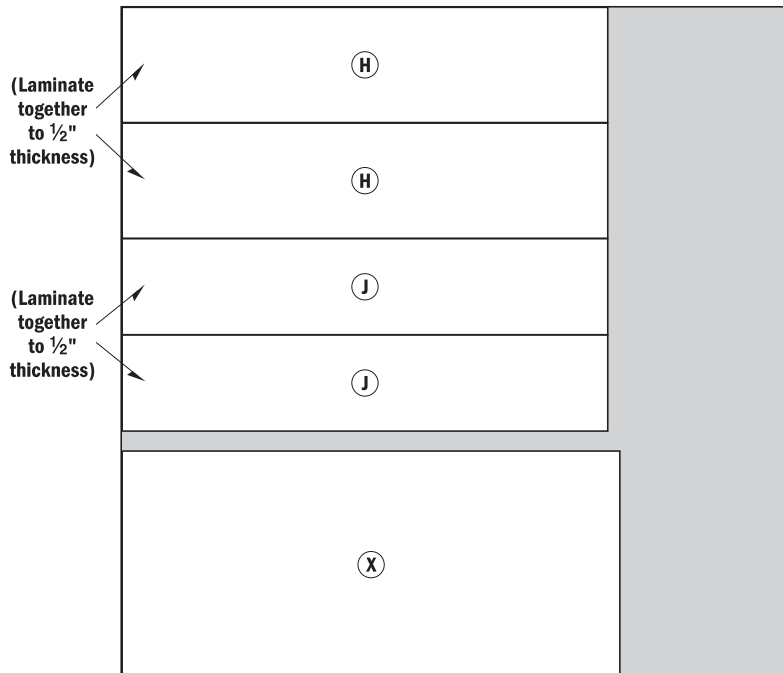 (Laminate
together
to ½"
thickness)
H
H
(Laminate
together
to ½"
thickness)
J
J
X